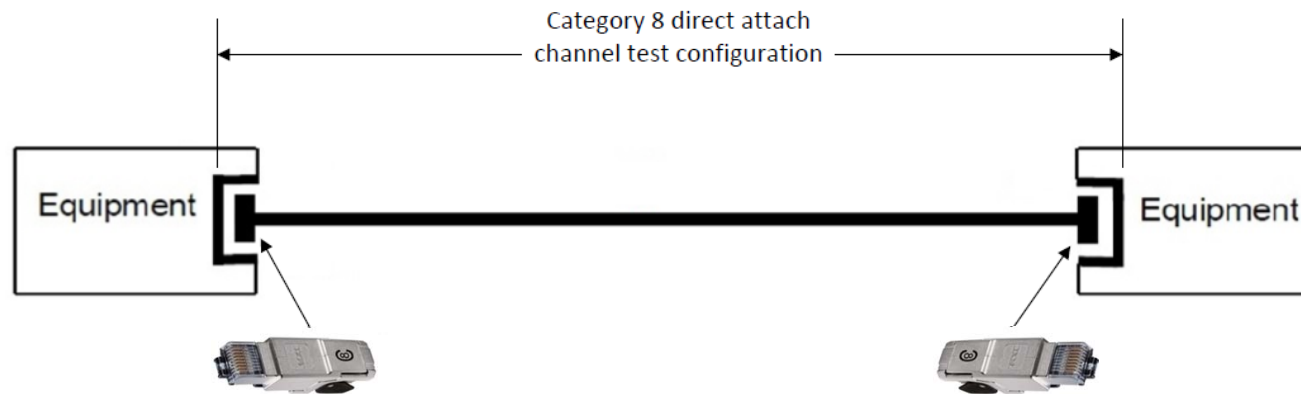 Category 8 direct attach
channel test configuration
Equipment
Equipment